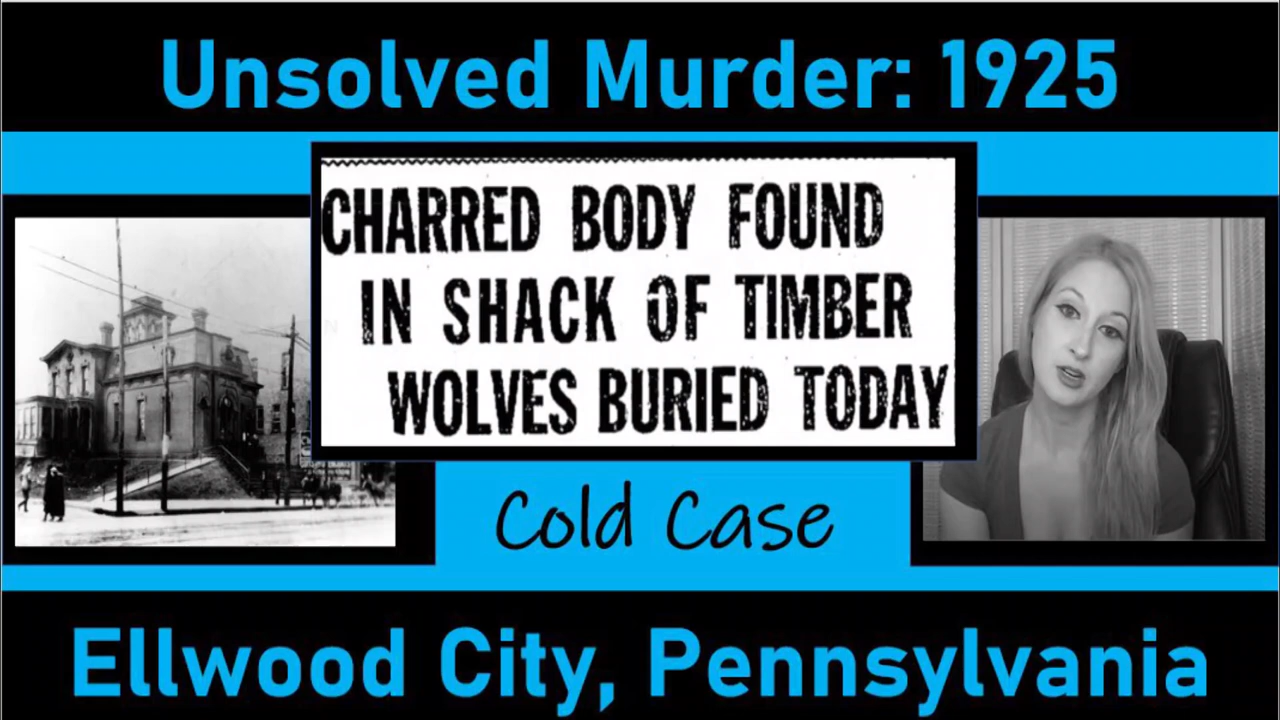 Unsolved Murder: 1925
CHARRED BODY FOUND
IN SHACK OF TIMBER
WOLVES BURIED TODAY
Cold Case
Ellwood City, Pennsylvania